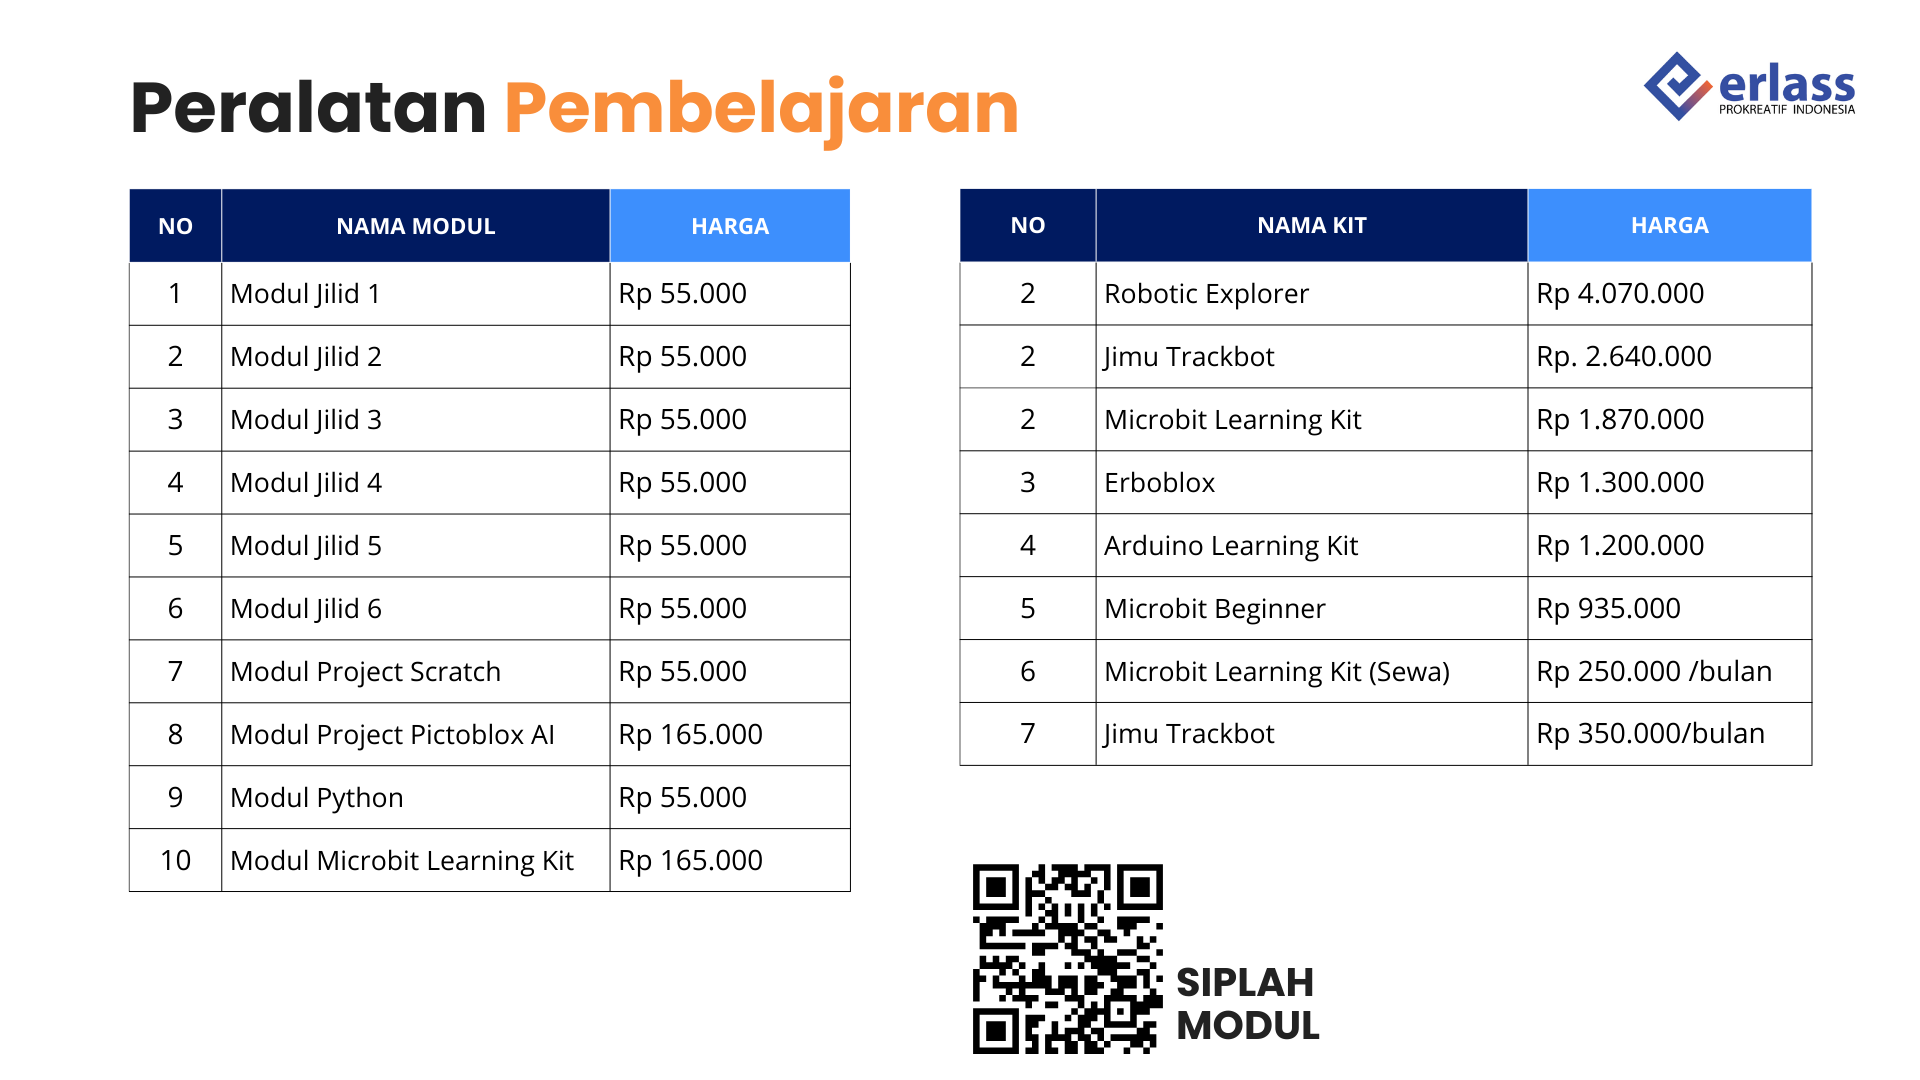 Peralatan Pembelajaran
erlass
PROKREATIF INDONESIA
NO NAMA MODUL HARGA
1 Modul Jilid 1 Rp 55.000
2 Modul Jilid 2 Rp 55.000
3 Modul Jilid 3 Rp 55.000
4 Modul Jilid 4 Rp 55.000
5 Modul Jilid 5 Rp 55.000
6 Modul Jilid 6 Rp 55.000
7 Modul Project Scratch Rp 55.000
8 Modul Project Pictoblox AI Rp 165.000
9 Modul Python Rp 55.000
10 Modul Microbit Learning Kit Rp 165.000
NO NAMA KIT HARGA
2 Robotic Explorer Rp 4.070.000
2 Jimu Trackbot Rp. 2.640.000
2 Microbit Learning Kit Rp 1.870.000
3 Erboblox Rp 1.300.000
4 Arduino Learning Kit Rp 1.200.000
5 Microbit Beginner Rp 935.000
6 Microbit Learning Kit (Sewa) Rp 250.000 /bulan
7 Jimu Trackbot Rp 350.000/bulan
SIPLAH
MODUL